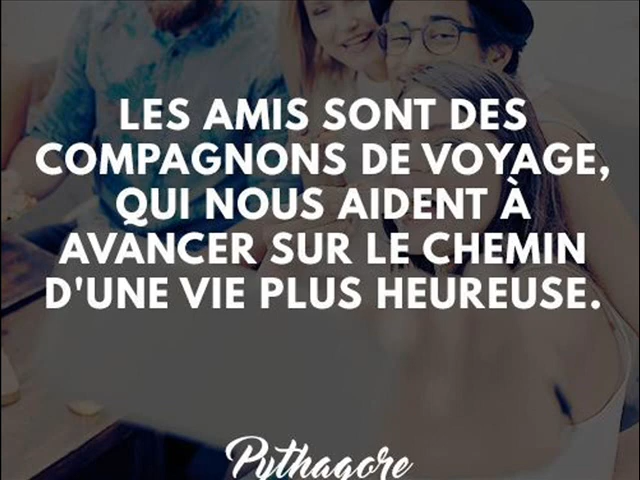 LES AMIS SONT DES
COMPAGNONS DE VOYAGE,
QUI NOUS AIDENT À
AVANCER SUR LE CHEMIN
D'UNE VIE PLUS HEUREUSE.
Pythagore